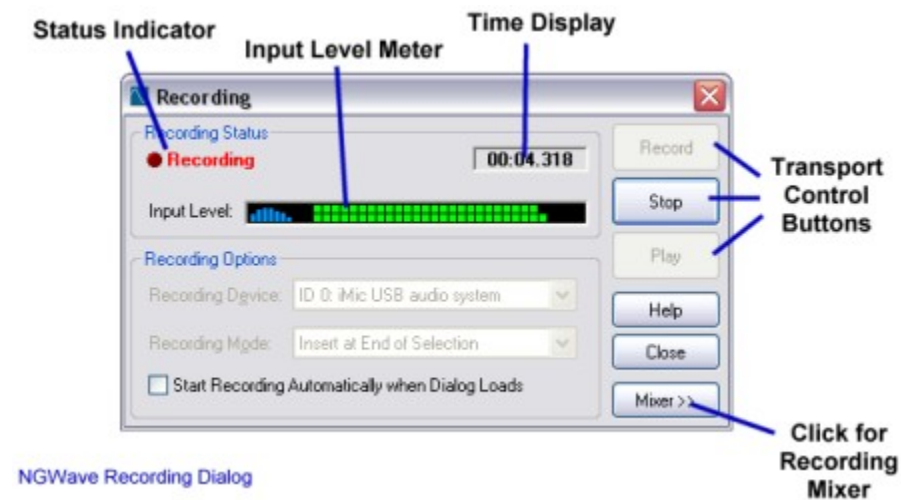 Status Indicator
Input Level Meter
Time Display
Recording
Recording Status
Recording
00:04.318
Input Level:
Recording Options
Recording Device:
ID 0: iMic USB audio system
Recording Mode:
Insert at End of Selection
Start Recording Automatically when Dialog Loads
Record
Stop
Play
Help
Close
Mixer >>
Transport
Control
Buttons
Click for
Recording
Mixer
NGWave Recording Dialog